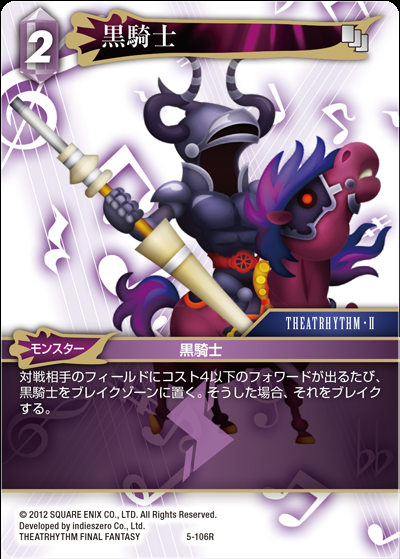 2
黒騎士
THEATRHYTHM・II
モンスター
黒騎士
対戦相手のフィールドにコスト4以下のフォワードが出るたび、
黒騎士をブレイクゾーンに置く。そうした場合、それをブレイク
する。
© 2012 SQUARE ENIX CO., LTD. All Rights Reserved.
Developed by indieszero Co., Ltd.
THEATRHYTHM FINAL FANTASY
5-106R